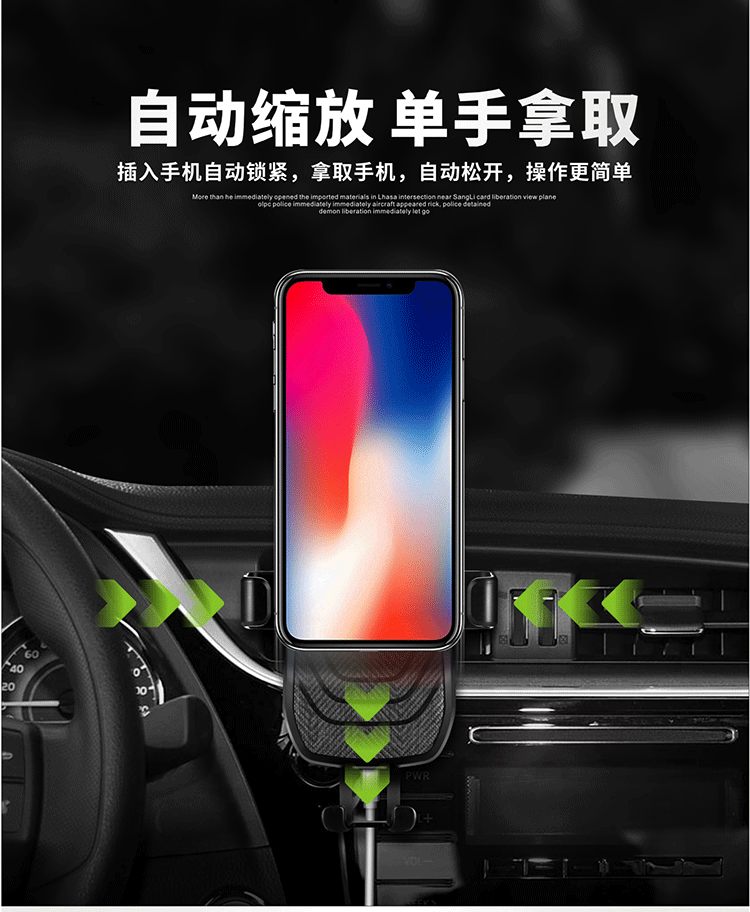 自动缩放 单手拿取
插入手机自动锁紧，拿取手机，自动松开，操作更简单
More than he immediately opened the imported materials in Lhasa intersection near SangLi card liberation view plane
olpc police immediately immediately aircraft appeared rick, police detained
demon liberation immediately let go
PWR
VOL+
VOL−